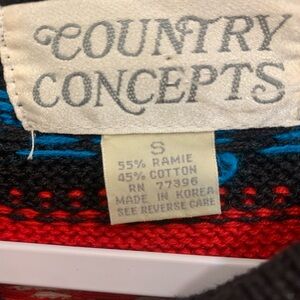 COUNTRY
CONCEPTS
S
55% RAMIE
45% COTTON
RN 77396
MADE IN KOREA
SEE REVERSE CARE